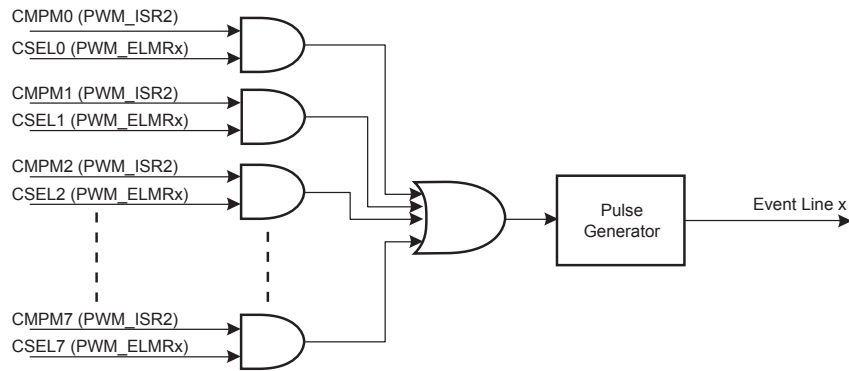 CMPM0 (PWM_ISR2)
CSEL0 (PWM_ELMRx)
CMPM1 (PWM_ISR2)
CSEL1 (PWM_ELMRx)
CMPM2 (PWM_ISR2)
CSEL2 (PWM_ELMRx)
CMPM7 (PWM_ISR2)
CSEL7 (PWM_ELMRx)
Pulse
Generator
Event Line x